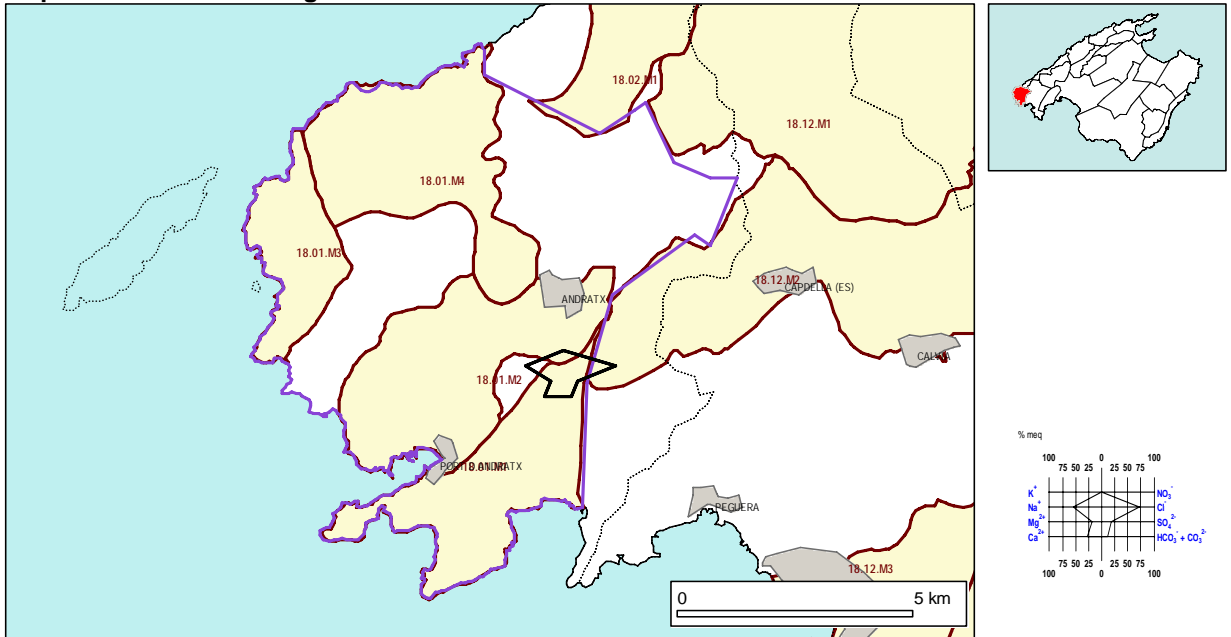 18.02.M1
18.12.M1
18.01.M4
18.01.M3
18.12.M2
CAPDELLA (ES)
ANDRATX
CALVIA
18.01.M2
PEGUERA
18.12.M3
0 5 km
% meq
100 75 50 25 0 25 50 75 100
K+ NO3-
Na+ Cl-
Mg2+ SO42-
Ca2+ HCO3- + CO32-
75 50 25 25 50 75
100 0 100